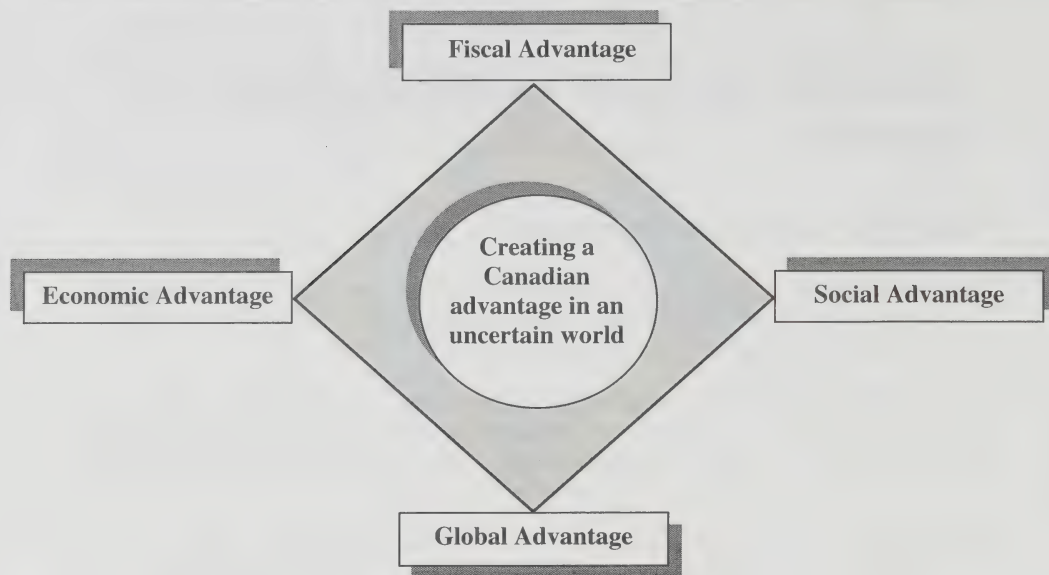 Fiscal Advantage
Economic Advantage
Creating a
Canadian
advantage in an
uncertain world
Social Advantage
Global Advantage